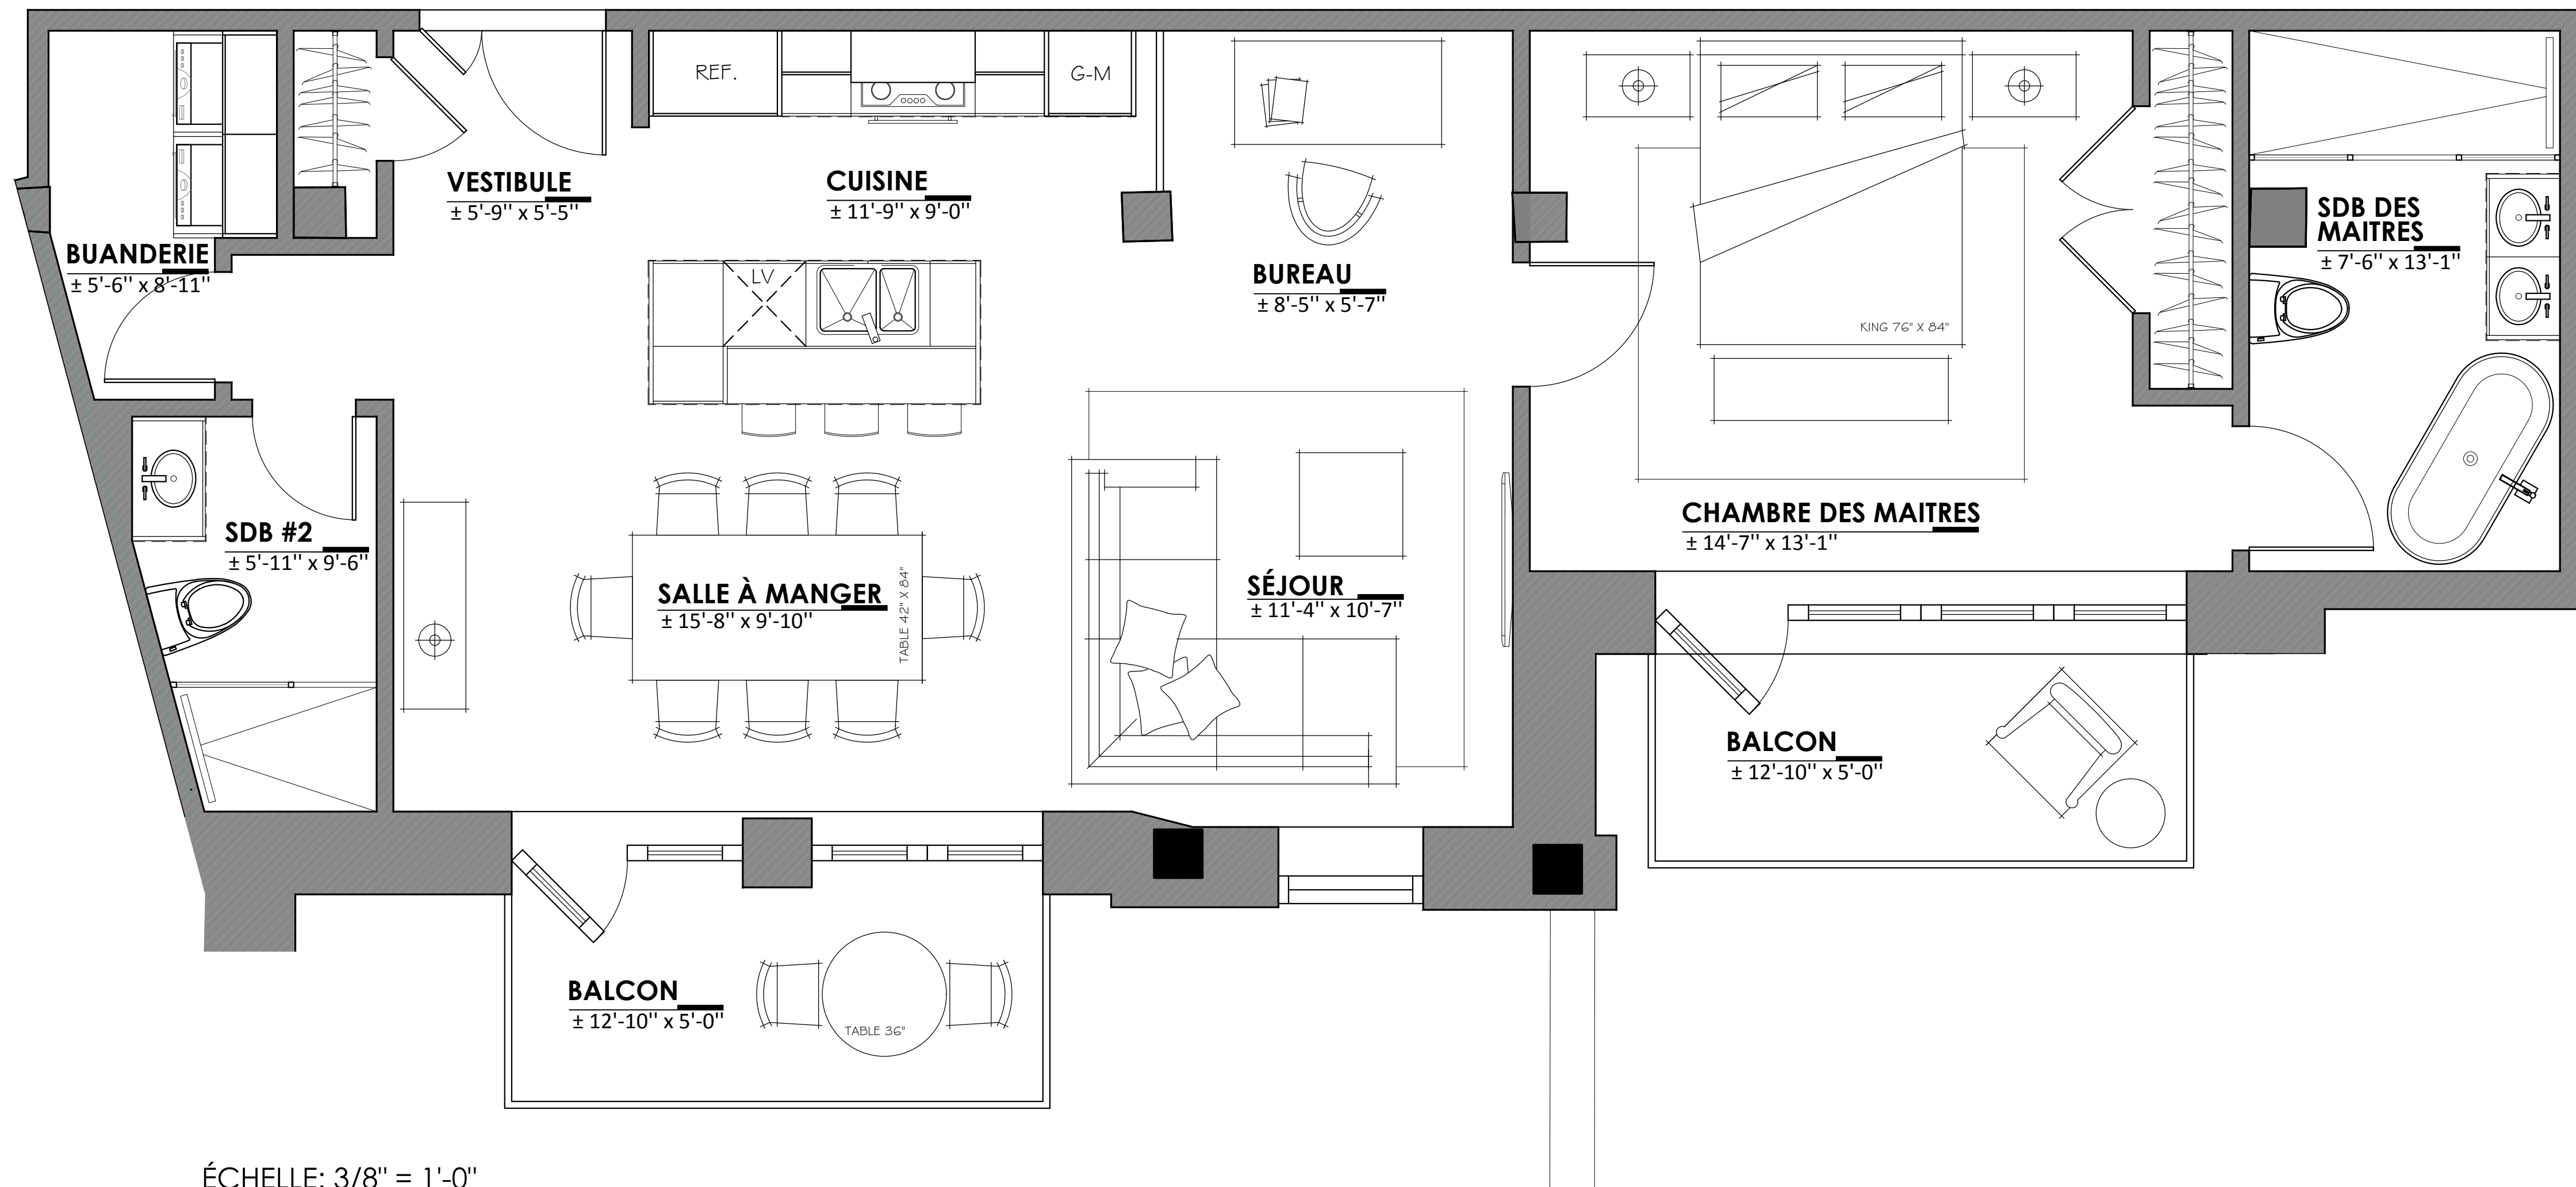 REF.
G-M
VESTIBULE
± 5'-9'' x 5'-5''
CUISINE
± 11'-9'' x 9'-0''
SDB DES
MAITRES
± 7'-6'' x 13'-1''
BUANDERIE
± 5'-6'' x 8'-11''
LV
BUREAU
± 8'-5'' x 5'-7''
KING 76" X 84"
CHAMBRE DES MAITRES
± 14'-7'' x 13'-1''
SDB #2
± 5'-11'' x 9'-6''
SALLE À MANGER
± 15'-8'' x 9'-10''
TABLE 42" X 84"
SÉJOUR
± 11'-4'' x 10'-7''
BALCON
± 12'-10'' x 5'-0''
BALCON
± 12'-10'' x 5'-0''
TABLE 36"
ÉCHELLE: 3/8'' = 1'-0''